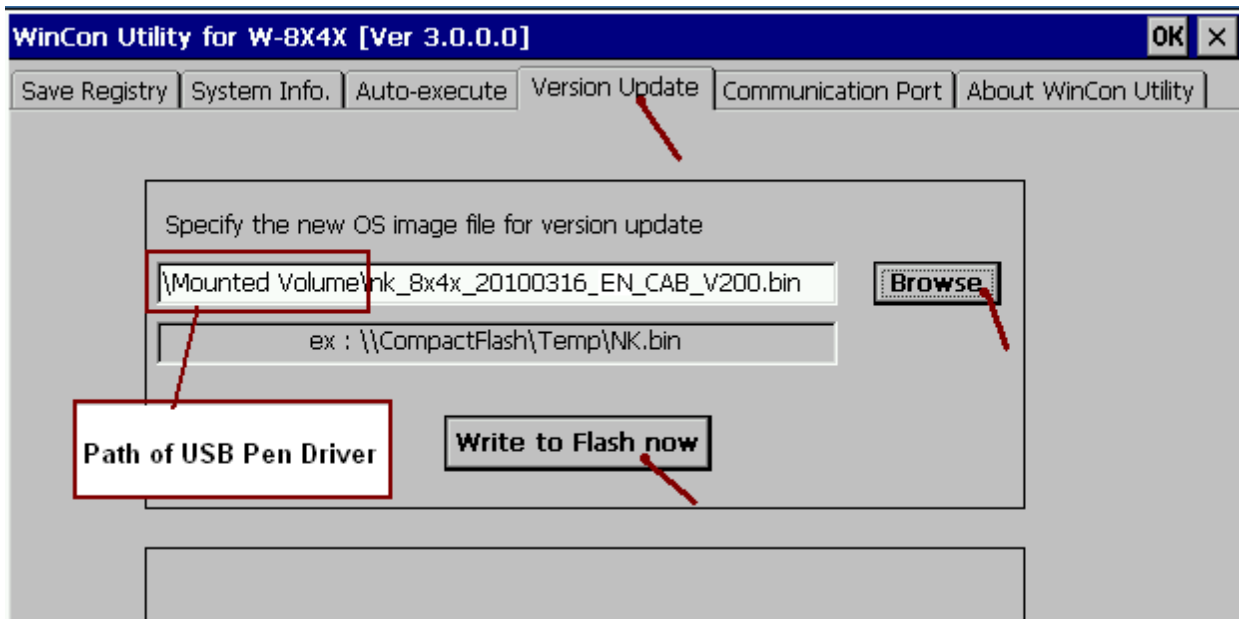 WinCon Utility for W-8X4X [Ver 3.0.0.0] OK ×
Save Registry System Info. Auto-execute Version Update Communication Port About WinCon Utility
Specify the new OS image file for version update
\Mounted Volume\nk_8x4x_20100316_EN_CAB_V200.bin Browse
ex : \\CompactFlash\Temp\NK.bin
Path of USB Pen Driver
Write to Flash now